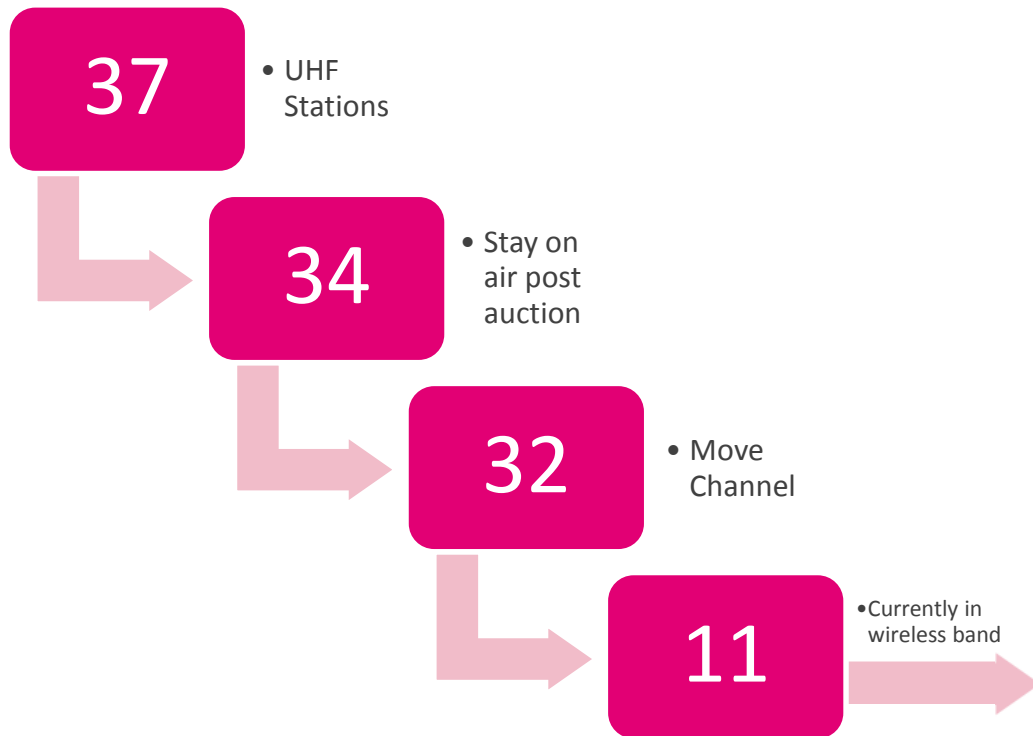 37
• UHF
Stations
34
• Stay on
air post
auction
32
• Move
Channel
11
•Currently in
wireless band